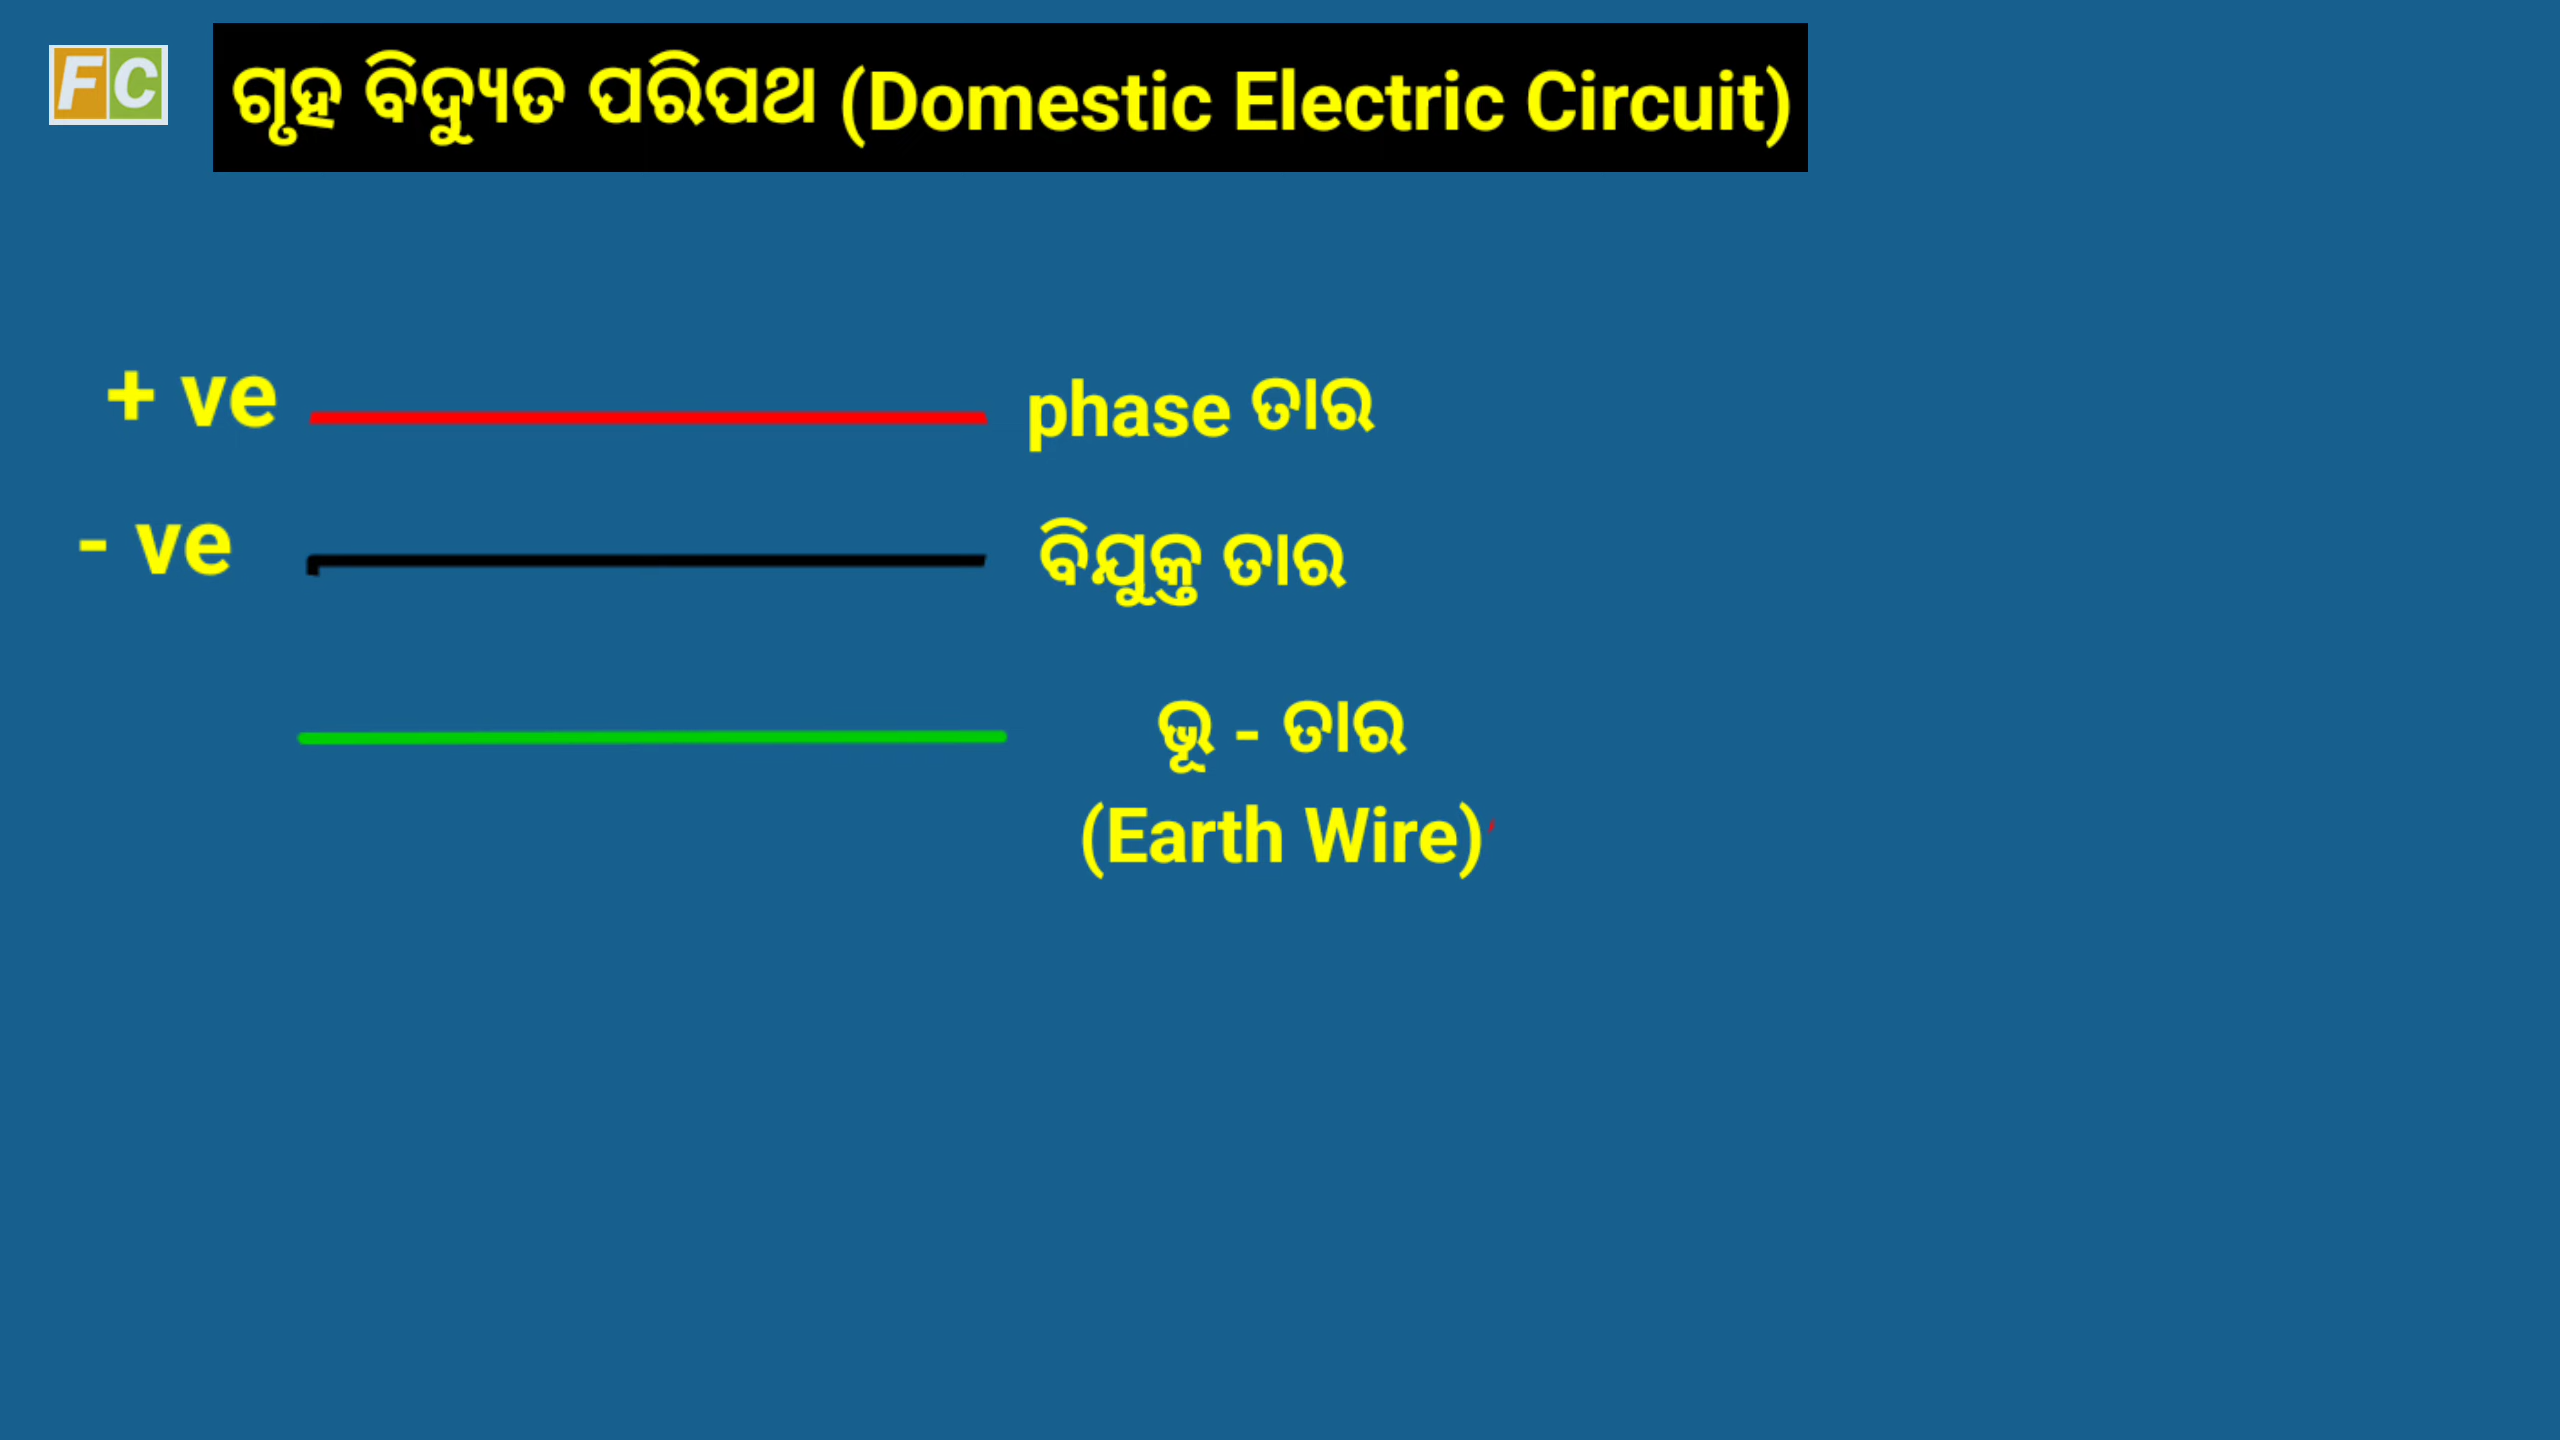 FC
ଗୃହ ବିଦ୍ୟୁତ ପରିପଥ (Domestic Electric Circuit)
+ ve phase ତାର
- ve ବିଯୁକ୍ତ ତାର
ଭୂ - ତାର
(Earth Wire)